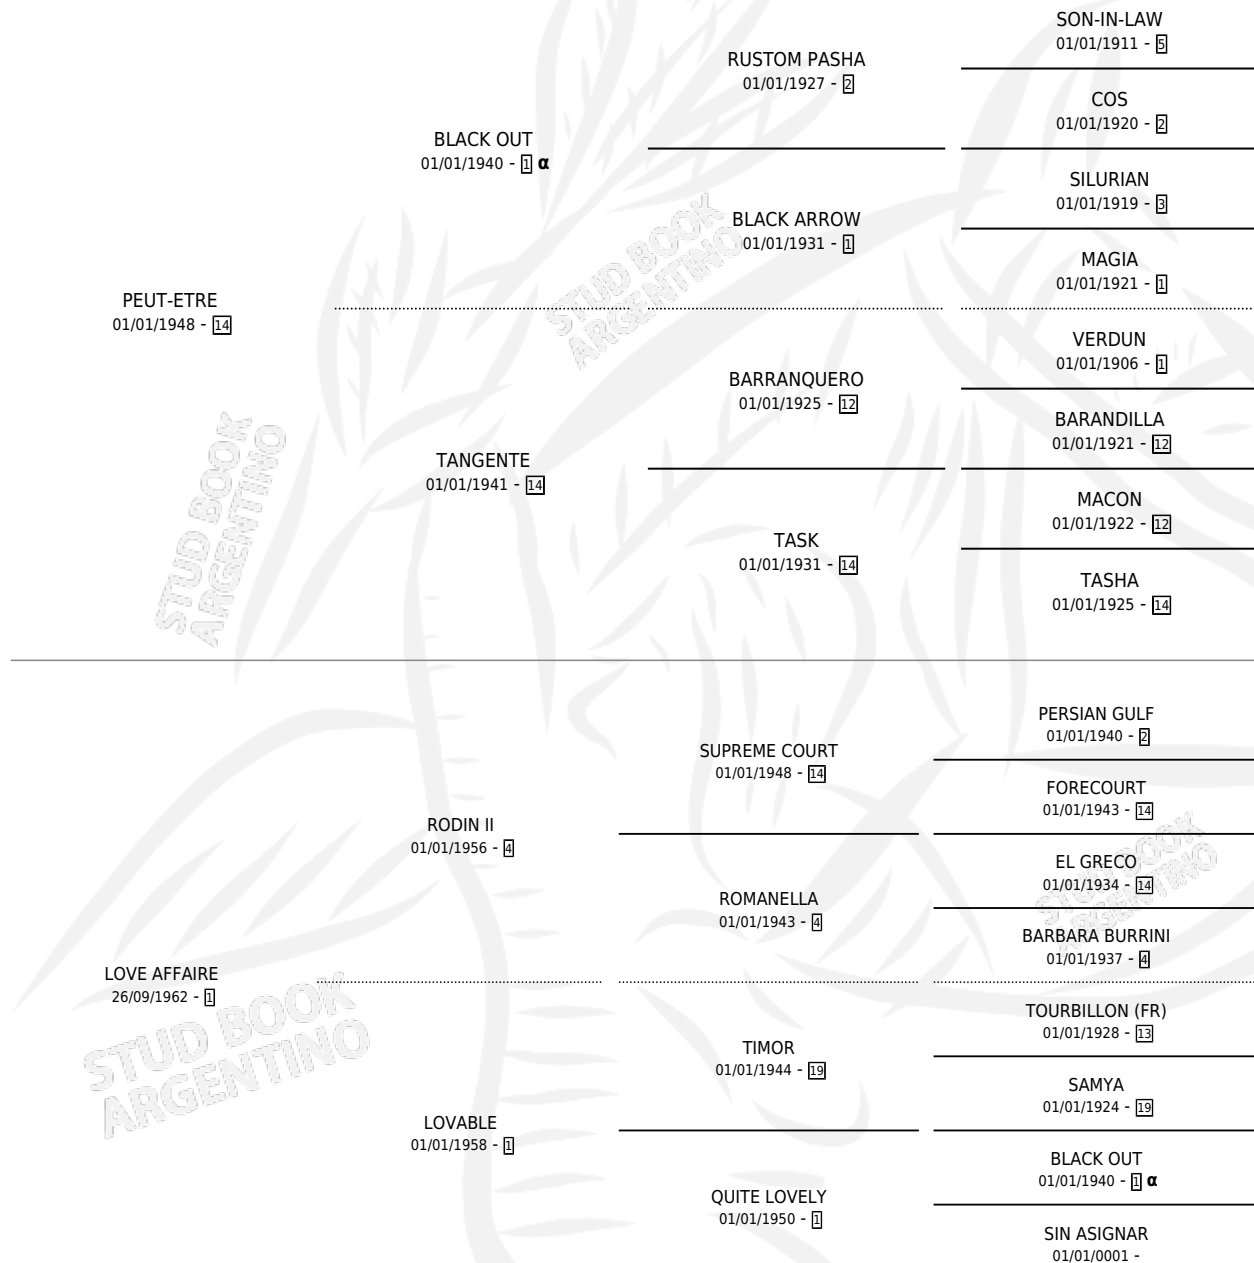 SON-IN-LAW
01/01/1911 - 5
RUSTOM PASHA
01/01/1927 - 2
COS
01/01/1920 - 2
BLACK OUT
01/01/1940 - 1 α
SILURIAN
01/01/1919 - 3
BLACK ARROW
01/01/1931 - 1
MAGIA
01/01/1921 - 1
PEUT-ETRE
01/01/1948 - 14
VERDUN
01/01/1906 - 1
BARRANQUERO
01/01/1925 - 12
BARANDILLA
01/01/1921 - 12
TANGENTE
01/01/1941 - 14
MACON
01/01/1922 - 12
TASK
01/01/1931 - 14
TASHA
01/01/1925 - 14
PERSIAN GULF
01/01/1940 - 2
SUPREME COURT
01/01/1948 - 14
FORECOURT
01/01/1943 - 14
RODIN II
01/01/1956 - 4
EL GRECO
01/01/1934 - 14
ROMANELLA
01/01/1943 - 4
BARBARA BURRINI
01/01/1937 - 4
LOVE AFFAIRE
26/09/1962 - 1
TOURBILLON (FR)
01/01/1928 - 13
TIMOR
01/01/1944 - 19
SAMYA
01/01/1924 - 19
LOVABLE
01/01/1958 - 1
BLACK OUT
01/01/1940 - 1 α
QUITE LOVELY
01/01/1950 - 1
SIN ASIGNAR
01/01/0001 -
STUD BOOK
ARGENTINO
STUD BOOK
ARGENTINO
STUD BOOK
ARGENTINO
STUD BOOK
ARGENTINO